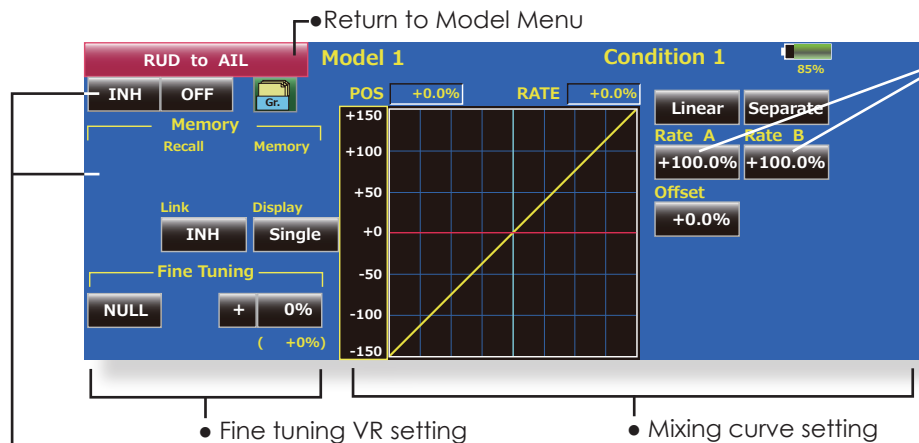 ●Return to Model Menu
RUD to AIL
Model 1
Condition 1
85%
INH
OFF
Gr.
POS
+0.0%
RATE
+0.0%
Linear
Separate
Memory
Recall
Memory
Rate A
Rate B
+100.0%
+100.0%
Offset
+0.0%
Link
Display
INH
Single
Fine Tuning
NULL
+
0%
( +0%)
+150
+100
+50
+0
-50
-100
-150
● Fine tuning VR setting
● Mixing curve setting